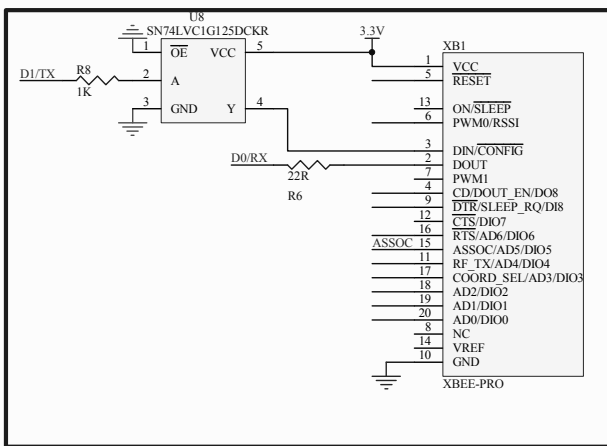 U8
SN74LVC1G125DCKR
1 OE VCC 5
D1/TX R8 2 A
1K
3 GND Y 4
3.3V
XB1
1 VCC
5 RESET
13 ON/SLEEP
6 PWM0/RSSI
3 DIN/CONFIG
D0/RX 2 DOUT
22R
R6
7 PWM1
4 CD/DOUT_EN/DO8
9 DTR/SLEEP_RQ/DI8
12 CTS/DIO7
16 RTS/AD6/DIO6
ASSOC 15 ASSOC/AD5/DIO5
11 RF_TX/AD4/DIO4
17 COORD_SEL/AD3/DIO3
18 AD2/DIO2
19 AD1/DIO1
20 AD0/DIO0
8 NC
14 VREF
10 GND
XBEE-PRO